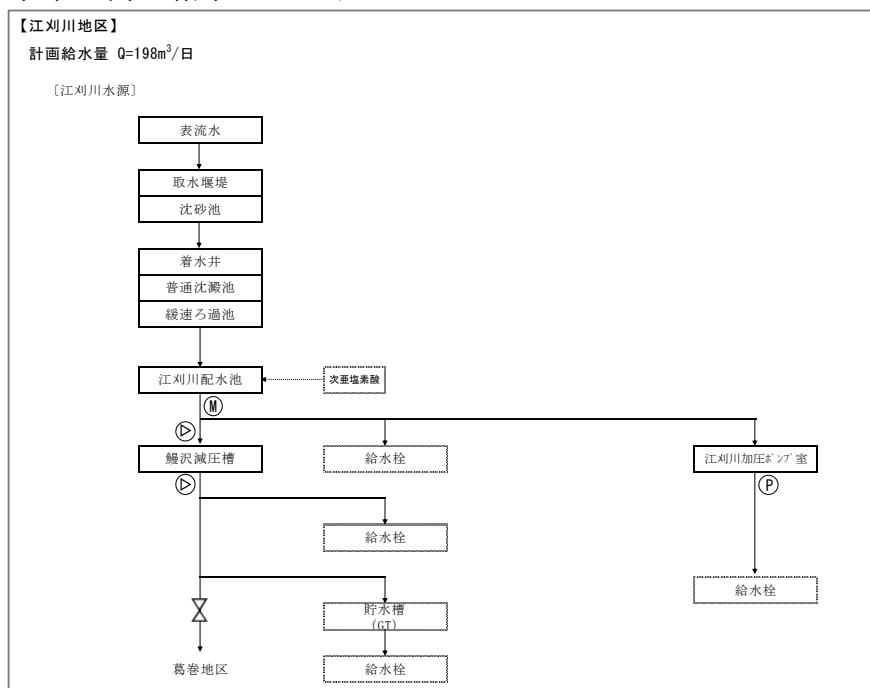 【江刈川地区】
計画給水量 Q=198m³/日
〔江刈川水源〕
表流水
取水堰堤
沈砂池
着水井
普通沈澱池
緩速ろ過池
江刈川配水池
次亜塩素酸
M
鰻沢減圧槽
給水栓
江刈川加圧ﾎﾟﾝﾌﾟ室
P
給水栓
給水栓
貯水槽
(GT)
葛巻地区
給水栓